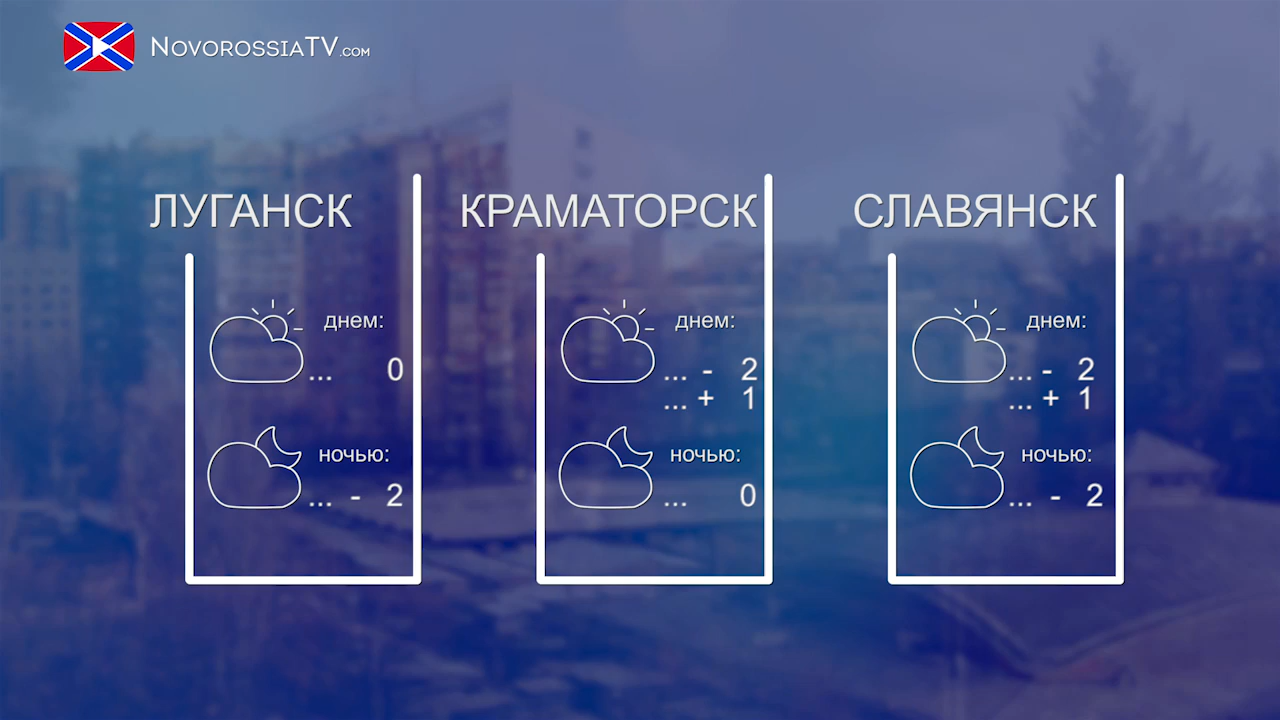 NovorossiaTV.com
ЛУГАНСК
днем:
... 0
ночью:
... - 2
КРАМАТОРСК
днем:
... - 2
... + 1
ночью:
... 0
СЛАВЯНСК
днем:
... - 2
... + 1
ночью:
... - 2